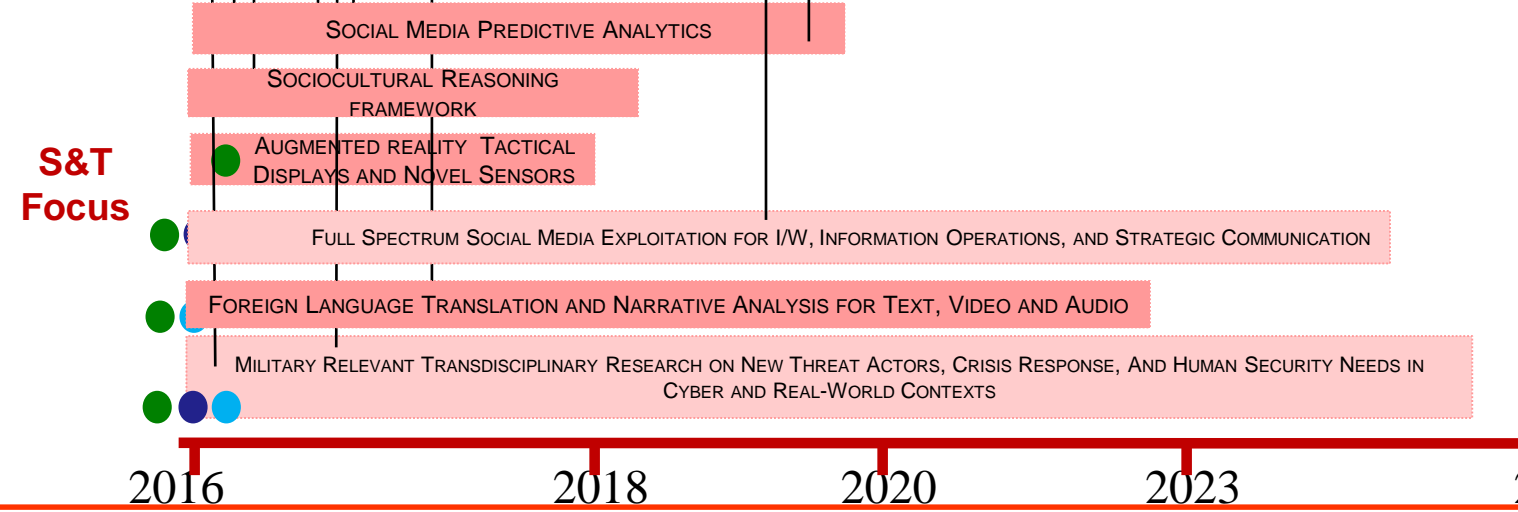 SOCIAL MEDIA PREDICTIVE ANALYTICS
SOCIOCULTURAL REASONING
FRAMEWORK
AUGMENTED REALITY TACTICAL
DISPLAYS AND NOVEL SENSORS
S&T
Focus
FULL SPECTRUM SOCIAL MEDIA EXPLOITATION FOR I/W, INFORMATION OPERATIONS, AND STRATEGIC COMMUNICATION
FOREIGN LANGUAGE TRANSLATION AND NARRATIVE ANALYSIS FOR TEXT, VIDEO AND AUDIO
MILITARY RELEVANT TRANSDISCIPLINARY RESEARCH ON NEW THREAT ACTORS, CRISIS RESPONSE, AND HUMAN SECURITY NEEDS IN
CYBER AND REAL-WORLD CONTEXTS
2016 2018 2020 2023